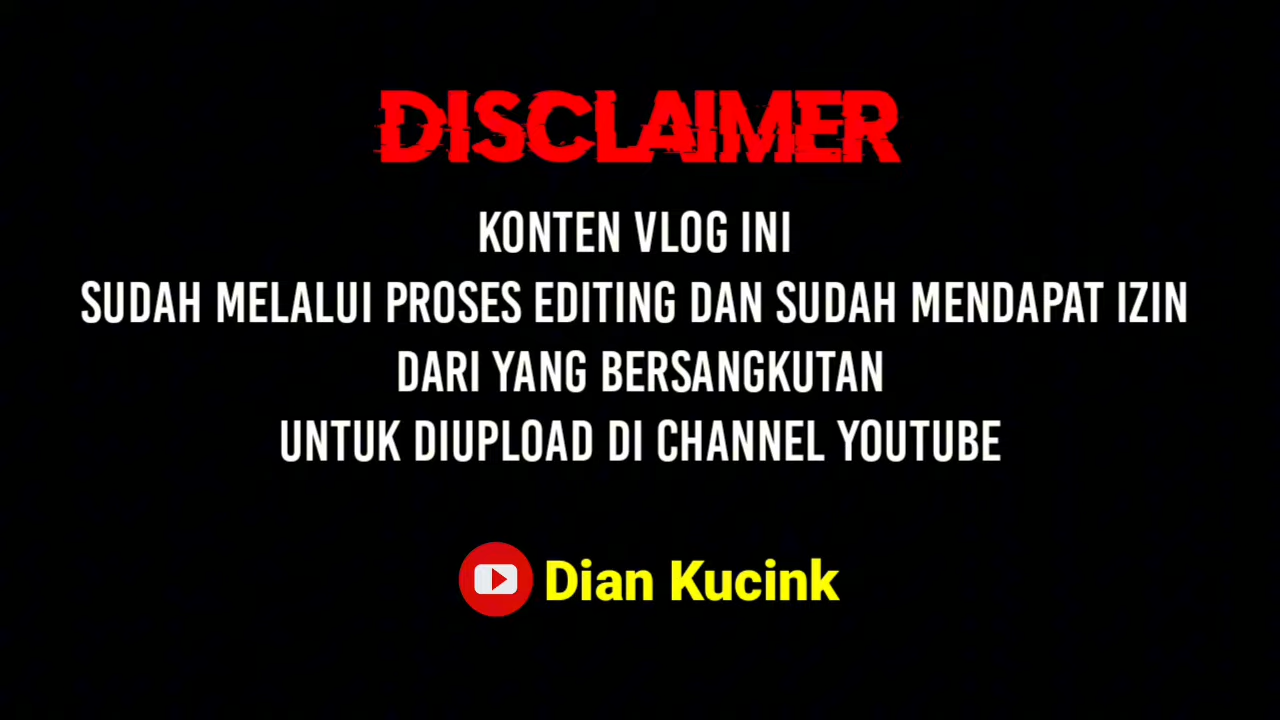 DISCLAIMER
KONTEN VLOG INI
SUDAH MELALUI PROSES EDITING DAN SUDAH MENDAPAT IZIN
DARI YANG BERSANGKUTAN
UNTUK DIUPLOAD DI CHANNEL YOUTUBE
Dian Kucink